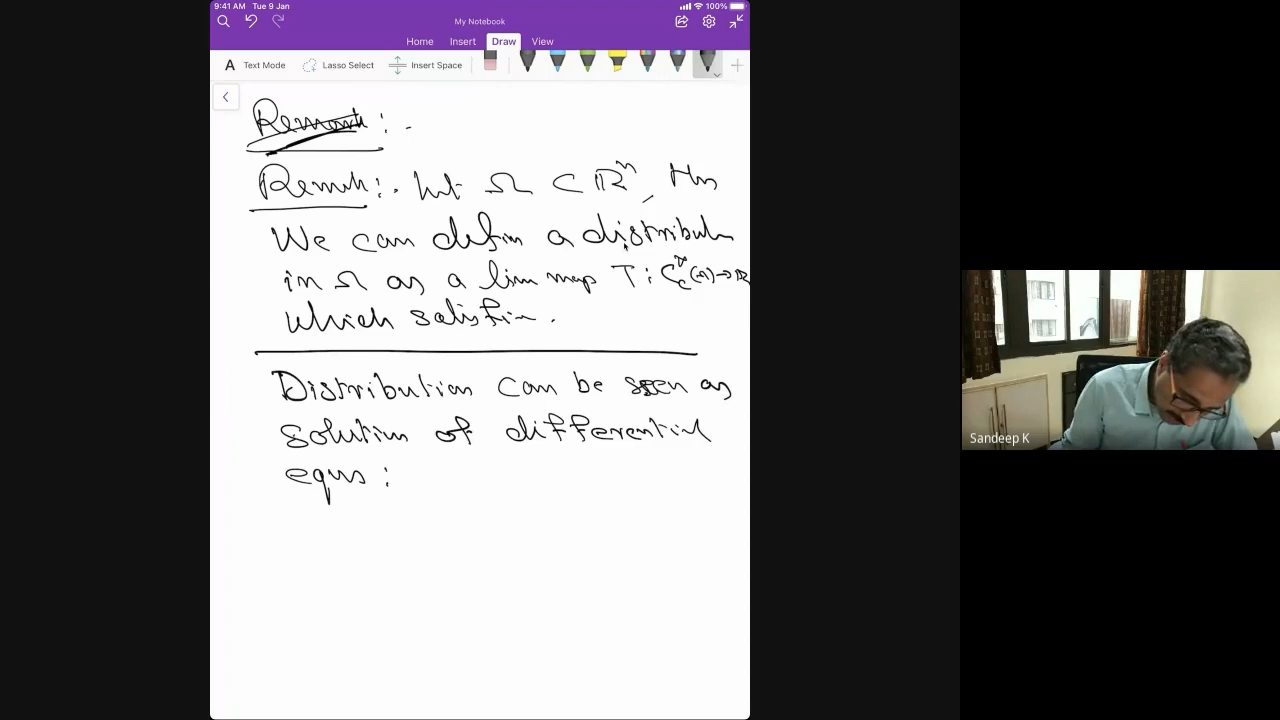 9:41 AM Tue 9 Jan
100%
My Notebook
Home Insert Draw View
A Text Mode Lasso Select Insert Space
Remark :
Remark : Let Ω ⊂ ℝⁿ, then
We can define a distribution
in Ω as a lin map T : C_c^∞(Ω) → ℝ
which satisfies .
Distribution can be seen as
solution of differential
eqns :
Sandeep K